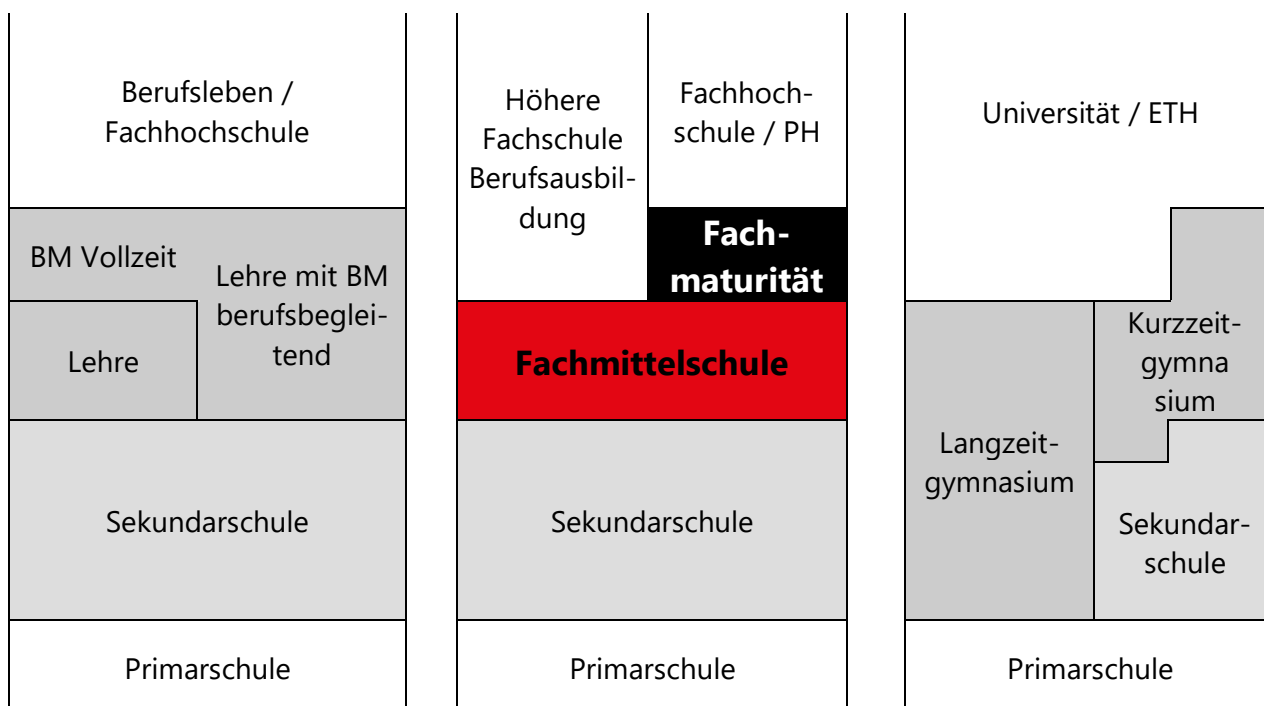 Berufsleben /
Fachhochschule
BM Vollzeit
Lehre mit BM
berufsbeglei-
tend
Lehre
Sekundarschule
Primarschule
Höhere
Fachschule
Berufsausbil-
dung
Fachhoch-
schule / PH
Fach-
maturität
Fachmittelschule
Sekundarschule
Primarschule
Universität / ETH
Kurzzeit-
gymna
sium
Langzeit-
gymnasium
Sekundar-
schule
Primarschule